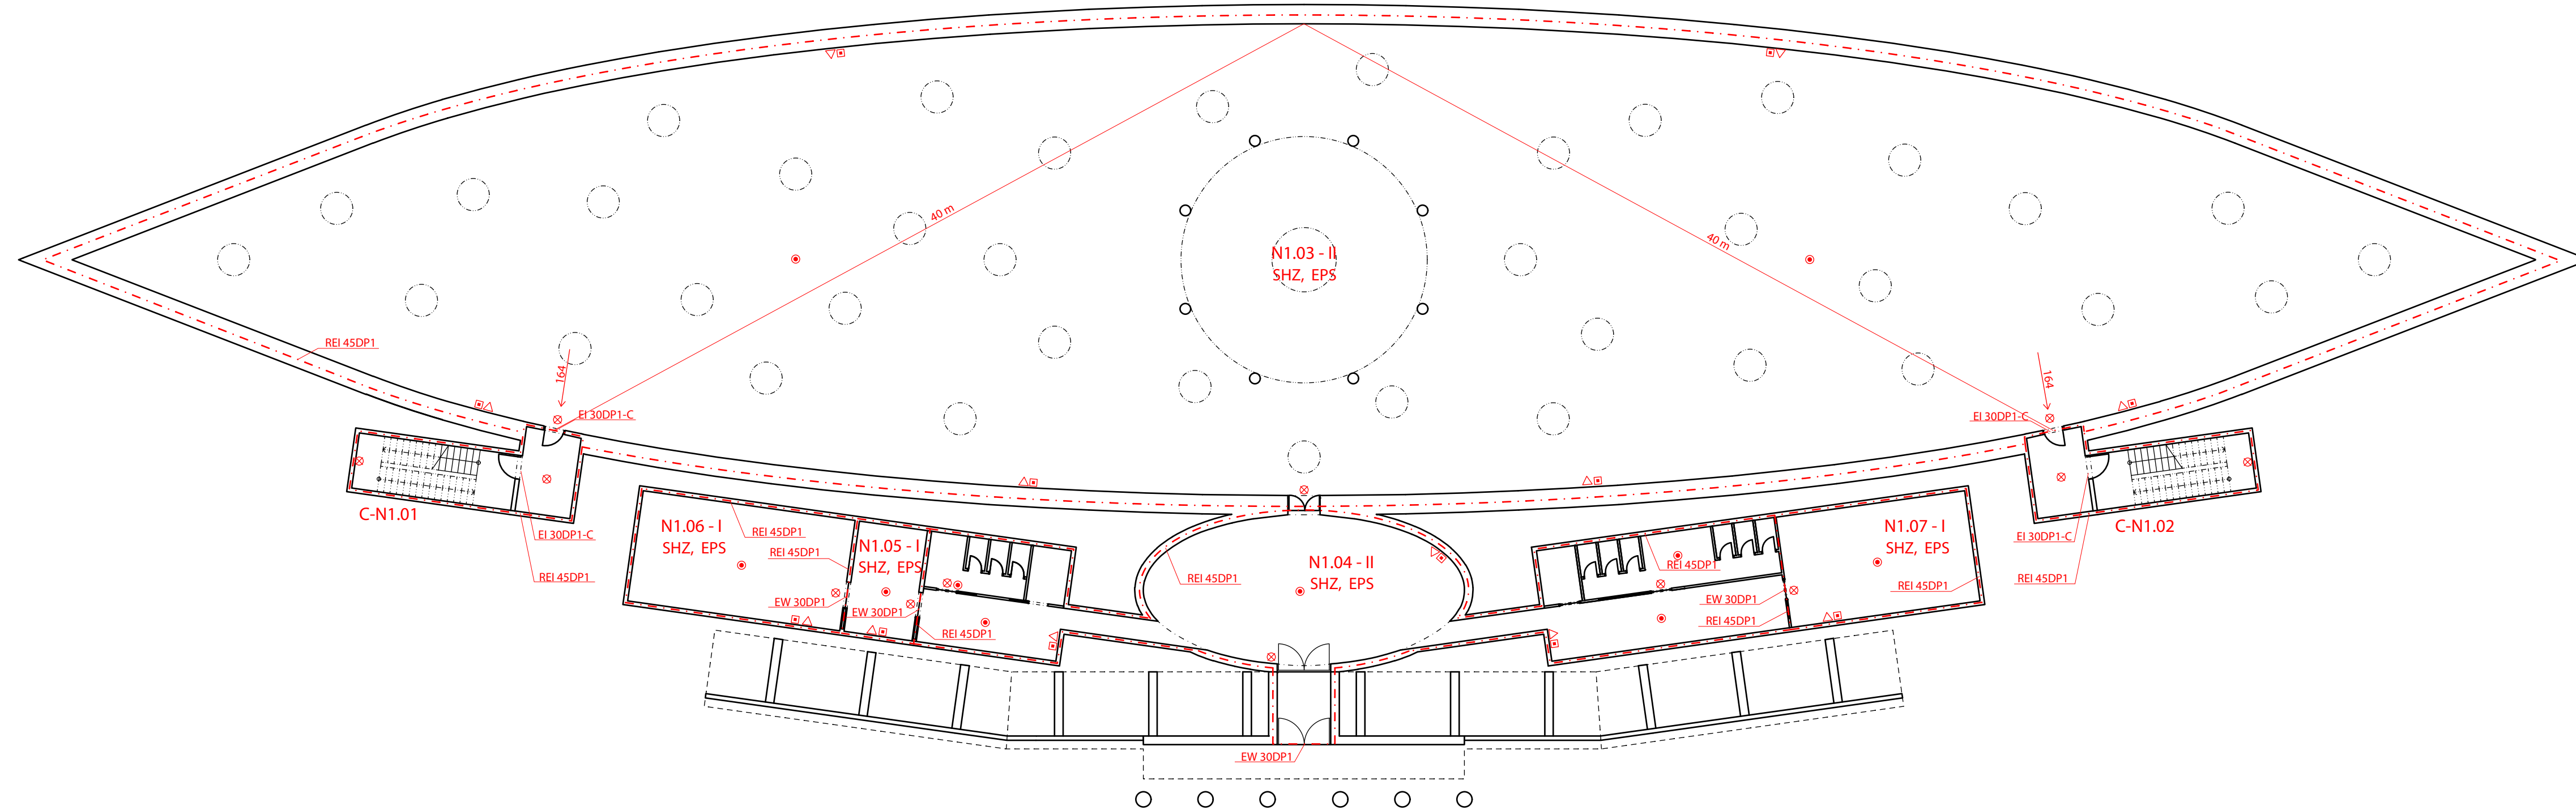 40 m
40 m
N1.03 - II
SHZ, EPS
REI 45DP1
164
164
EI 30DP1-C
EI 30DP1-C
C-N1.01
C-N1.02
EI 30DP1-C
EI 30DP1-C
REI 45DP1
REI 45DP1
N1.06 - I
SHZ, EPS
REI 45DP1
REI 45DP1
N1.05 - I
SHZ, EPS
EW 30DP1
EW 30DP1
REI 45DP1
REI 45DP1
N1.04 - II
SHZ, EPS
REI 45DP1
EW 30DP1
REI 45DP1
N1.07 - I
SHZ, EPS
REI 45DP1
EW 30DP1